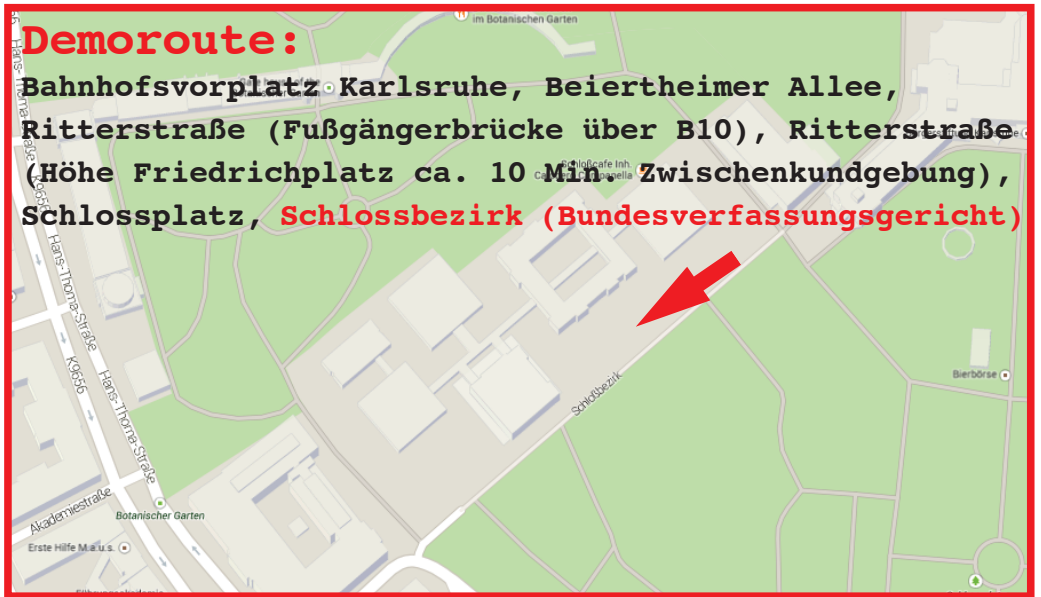 im Botanischen Garten
Demoroute:
Bahnhofsvorplatz Karlsruhe, Beiertheimer Allee,
Ritterstraße (Fußgängerbrücke über B10), Ritterstraße
(Höhe Friedrichplatz ca. 10 Min. Zwischenkundgebung),
Schlossplatz, Schlossbezirk (Bundesverfassungsgericht)
Schloßcafe Inh.
Hans-Thoma-Straße
K9656
Hans-Thoma-Straße
Bierbörse
Schloßbezirk
Akademiestraße
Botanischer Garten
Erste Hilfe M.a.u.s.